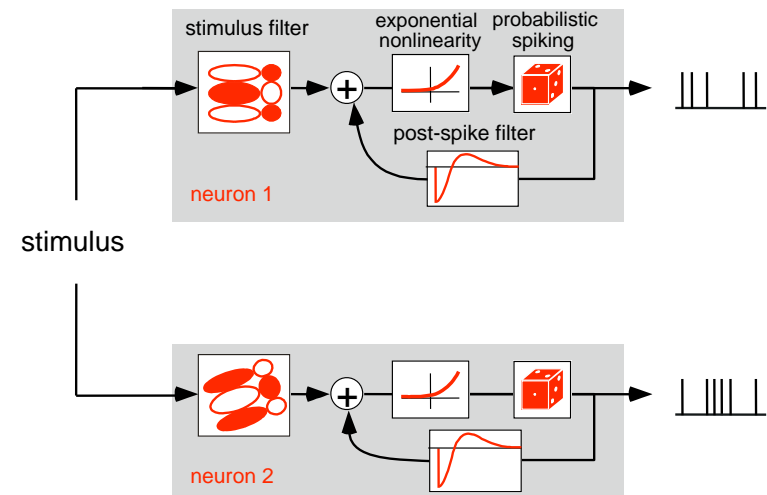 stimulus filter
exponential
nonlinearity
probabilistic
spiking
+
post-spike filter
neuron 1
stimulus
+
neuron 2